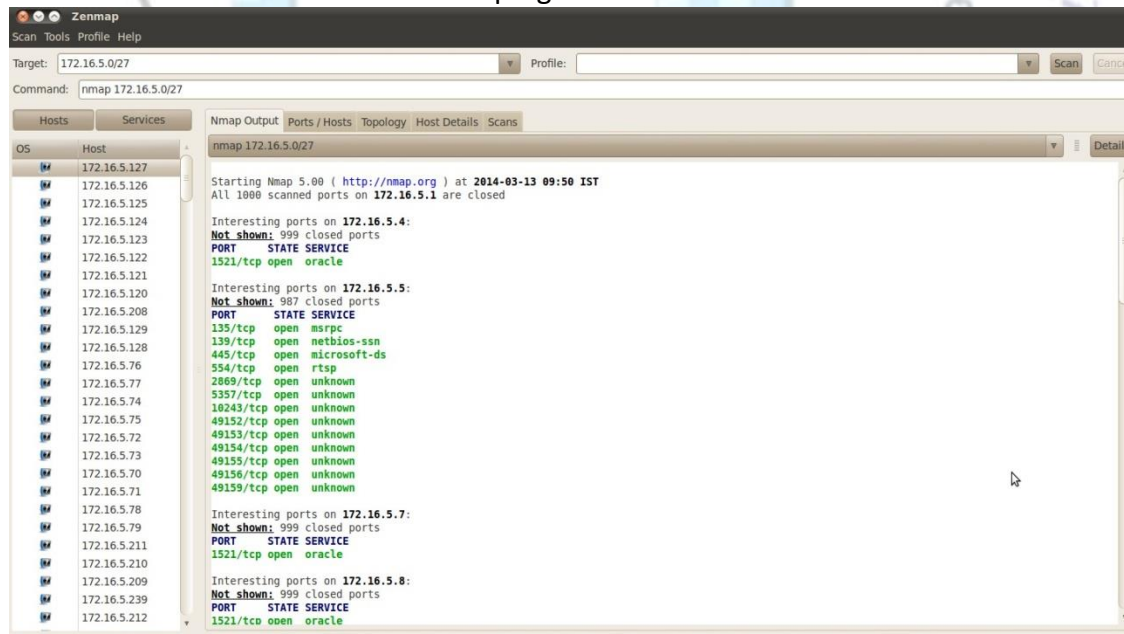 Zenmap
Scan Tools Profile Help
Target: 172.16.5.0/27 Profile: Scan
Command: nmap 172.16.5.0/27
Hosts Services Nmap Output Ports / Hosts Topology Host Details Scans
OS Host
nmap 172.16.5.0/27
172.16.5.127
172.16.5.126
172.16.5.125
172.16.5.124
172.16.5.123
172.16.5.122
172.16.5.121
172.16.5.120
172.16.5.208
172.16.5.129
172.16.5.128
172.16.5.76
172.16.5.77
172.16.5.74
172.16.5.75
172.16.5.72
172.16.5.73
172.16.5.70
172.16.5.71
172.16.5.78
172.16.5.79
172.16.5.211
172.16.5.210
172.16.5.209
172.16.5.239
172.16.5.212
Starting Nmap 5.00 ( http://nmap.org ) at 2014-03-13 09:50 IST
All 1000 scanned ports on 172.16.5.1 are closed
Interesting ports on 172.16.5.4:
Not shown: 999 closed ports
PORT STATE SERVICE
1521/tcp open oracle
Interesting ports on 172.16.5.5:
Not shown: 987 closed ports
PORT STATE SERVICE
135/tcp open msrpc
139/tcp open netbios-ssn
445/tcp open microsoft-ds
554/tcp open rtsp
2869/tcp open unknown
5357/tcp open unknown
10243/tcp open unknown
49152/tcp open unknown
49153/tcp open unknown
49154/tcp open unknown
49155/tcp open unknown
49156/tcp open unknown
49159/tcp open unknown
Interesting ports on 172.16.5.7:
Not shown: 999 closed ports
PORT STATE SERVICE
1521/tcp open oracle
Interesting ports on 172.16.5.8:
Not shown: 999 closed ports
PORT STATE SERVICE
1521/tcp open oracle